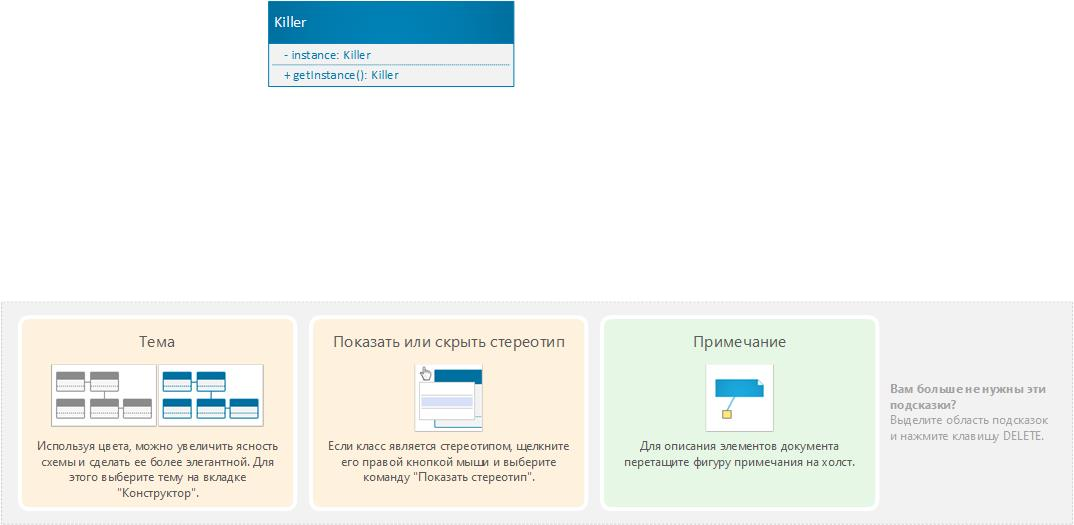 Killer
- instance: Killer
+ getInstance(): Killer
Тема
Используя цвета, можно увеличить ясность
схемы и сделать ее более элегантной. Для
этого выберите тему на вкладке
"Конструктор".
Показать или скрыть стереотип
Если класс является стереотипом, щелкните
его правой кнопкой мыши и выберите
команду "Показать стереотип".
Примечание
Для описания элементов документа
перетащите фигуру примечания на холст.
Вам больше не нужны эти
подсказки?
Выделите область подсказок
и нажмите клавишу DELETE.